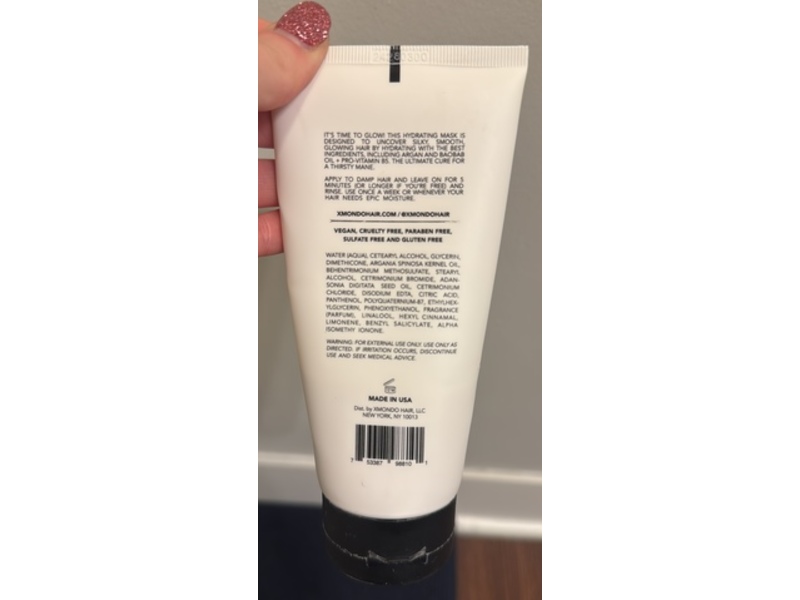 IT'S TIME TO GLOW! THIS HYDRATING MASK IS
DESIGNED TO UNCOVER SILKY, SMOOTH,
GLOWING HAIR BY HYDRATING WITH THE BEST
INGREDIENTS, INCLUDING ARGAN AND BAOBAB
OIL + PRO-VITAMIN B5. THE ULTIMATE CURE FOR
A THIRSTY MANE.
APPLY TO DAMP HAIR AND LEAVE ON FOR 5
MINUTES (OR LONGER IF YOU'RE FREE) AND
RINSE. USE ONCE A WEEK OR WHENEVER YOUR
HAIR NEEDS EPIC MOISTURE.
XMONDOHAIR.COM / @XMONDOHAIR
VEGAN, CRUELTY FREE, PARABEN FREE,
SULFATE FREE AND GLUTEN FREE
WATER (AQUA), CETEARYL ALCOHOL, GLYCERIN,
DIMETHICONE, ARGANIA SPINOSA KERNEL OIL,
BEHENTRIMONIUM METHOSULFATE, STEARYL
ALCOHOL, CETRIMONIUM BROMIDE, ADAN-
SONIA DIGITATA SEED OIL, CETRIMONIUM
CHLORIDE, DISODIUM EDTA, CITRIC ACID,
PANTHENOL, POLYQUATERNIUM-87, ETHYLHEX-
YLGLYCERIN, PHENOXYETHANOL, FRAGRANCE
(PARFUM), LINALOOL, HEXYL CINNAMAL,
LIMONENE, BENZYL SALICYLATE, ALPHA
ISOMETHY IONONE.
WARNING: FOR EXTERNAL USE ONLY. USE ONLY AS
DIRECTED. IF IRRITATION OCCURS, DISCONTINUE
USE AND SEEK MEDICAL ADVICE.
MADE IN USA
Dist. by XMONDO HAIR, LLC
NEW YORK, NY 10013
7 53367 98810 1